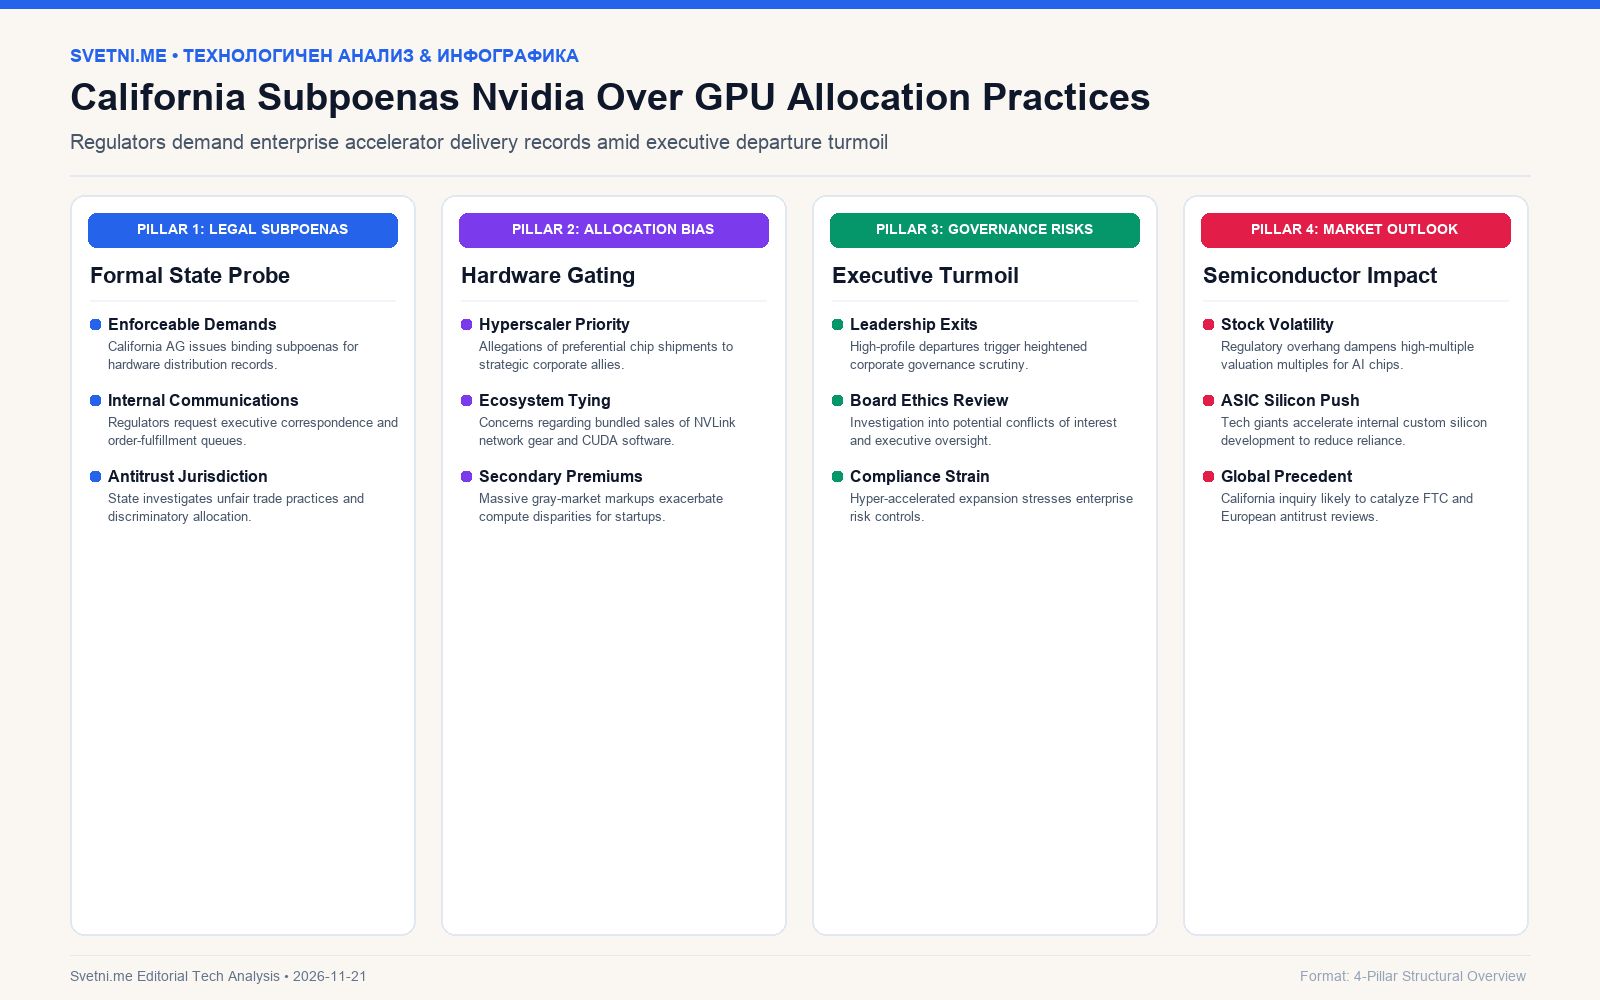 SVETNI.ME • ТЕХНОЛОГИЧЕН АНАЛИЗ & ИНФОГРАФИКА
California Subpoenas Nvidia Over GPU Allocation Practices
Regulators demand enterprise accelerator delivery records amid executive departure turmoil
PILLAR 1: LEGAL SUBPOENAS
Formal State Probe
Enforceable Demands
California AG issues binding subpoenas for
hardware distribution records.
Internal Communications
Regulators request executive correspondence and
order-fulfillment queues.
Antitrust Jurisdiction
State investigates unfair trade practices and
discriminatory allocation.
PILLAR 2: ALLOCATION BIAS
Hardware Gating
Hyperscaler Priority
Allegations of preferential chip shipments to
strategic corporate allies.
Ecosystem Tying
Concerns regarding bundled sales of NVLink
network gear and CUDA software.
Secondary Premiums
Massive gray-market markups exacerbate
compute disparities for startups.
PILLAR 3: GOVERNANCE RISKS
Executive Turmoil
Leadership Exits
High-profile departures trigger heightened
corporate governance scrutiny.
Board Ethics Review
Investigation into potential conflicts of interest
and executive oversight.
Compliance Strain
Hyper-accelerated expansion stresses enterprise
risk controls.
PILLAR 4: MARKET OUTLOOK
Semiconductor Impact
Stock Volatility
Regulatory overhang dampens high-multiple
valuation multiples for AI chips.
ASIC Silicon Push
Tech giants accelerate internal custom silicon
development to reduce reliance.
Global Precedent
California inquiry likely to catalyze FTC and
European antitrust reviews.
Svetni.me Editorial Tech Analysis • 2026-11-21
Format: 4-Pillar Structural Overview